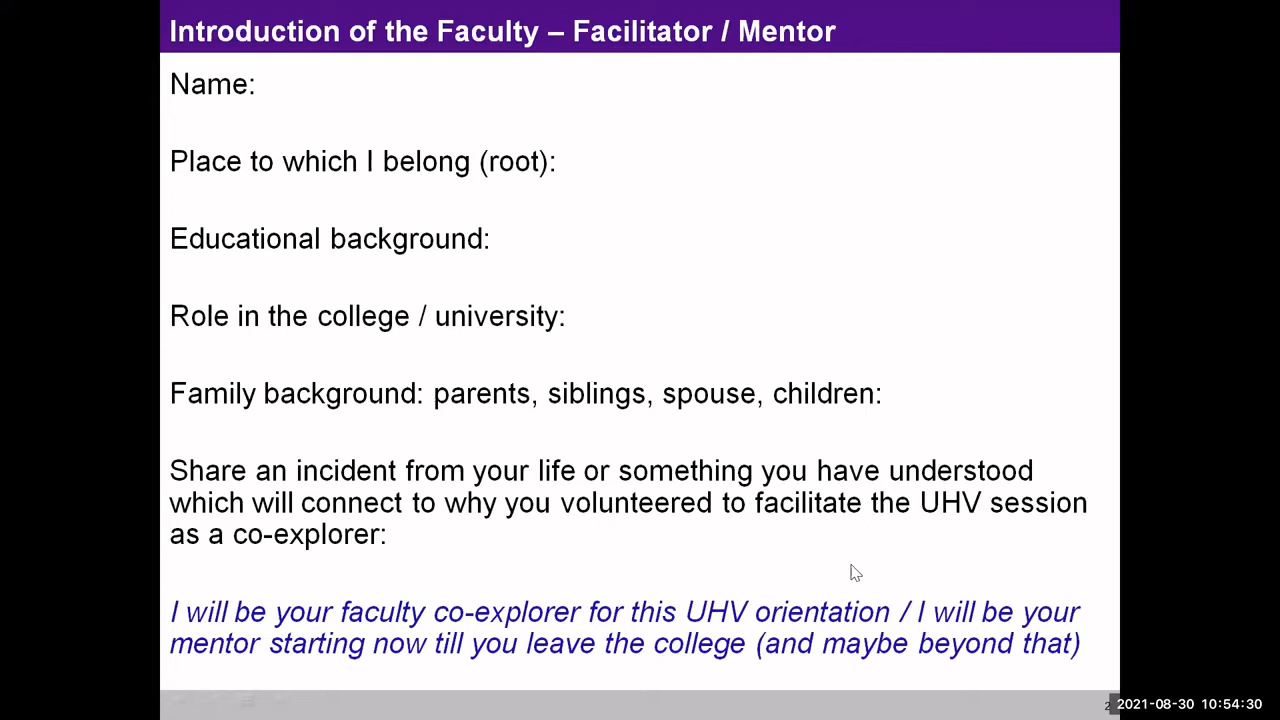 Introduction of the Faculty – Facilitator / Mentor
Name:
Place to which I belong (root):
Educational background:
Role in the college / university:
Family background: parents, siblings, spouse, children:
Share an incident from your life or something you have understood
which will connect to why you volunteered to facilitate the UHV session
as a co-explorer:
I will be your faculty co-explorer for this UHV orientation / I will be your
mentor starting now till you leave the college (and maybe beyond that)
2021-08-30 10:54:30